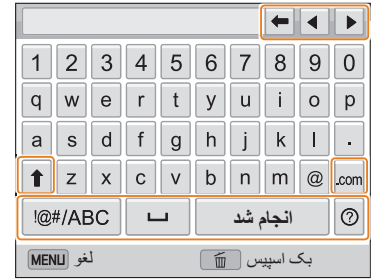 1 2 3 4 5 6 7 8 9 0
q w e r t y u i o p
a s d f g h j k l .
z x c v b n m @ .com
!@#/ABC انجام شد ?
MENU لغو بک اسپیس